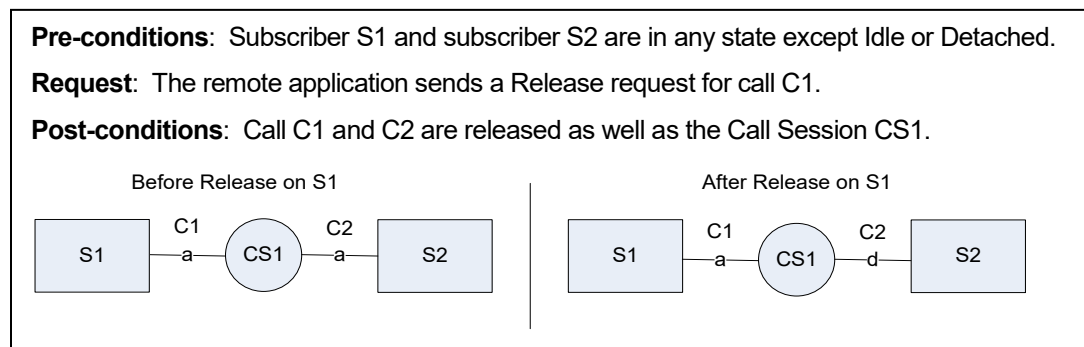 Pre-conditions: Subscriber S1 and subscriber S2 are in any state except Idle or Detached.
Request: The remote application sends a Release request for call C1.
Post-conditions: Call C1 and C2 are released as well as the Call Session CS1.
Before Release on S1
S1
C1
a
CS1
C2
a
S2
After Release on S1
S1
C1
a
CS1
C2
d
S2